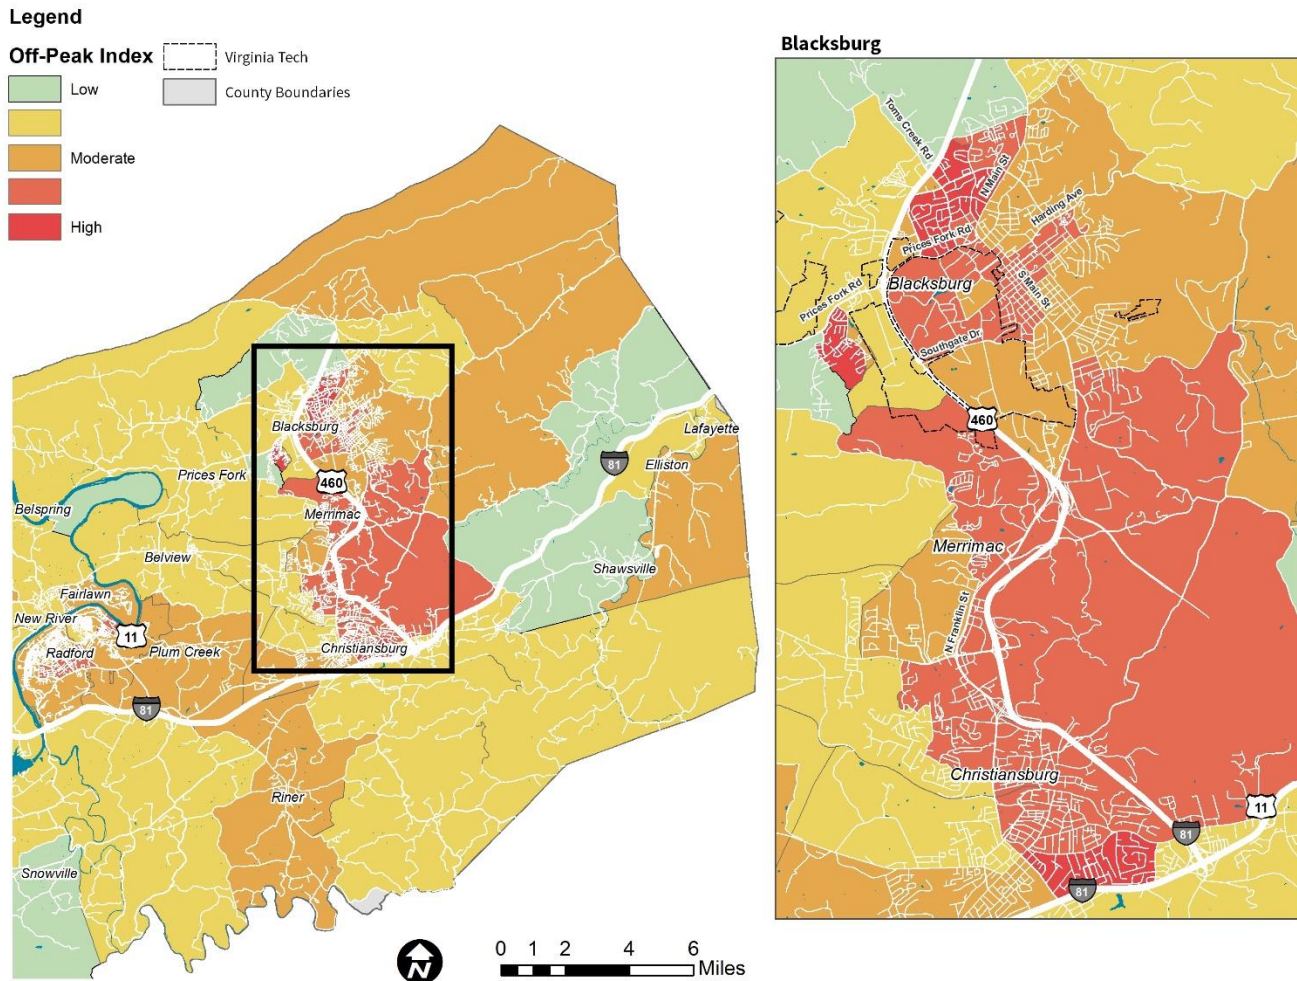 Legend
Off-Peak Index
Low
Moderate
High
Virginia Tech
County Boundaries
Blacksburg
Prices Fork
460
Merrimac
Belspring
Belview
Fairlawn
New River
11
Radford
Plum Creek
81
Christiansburg
Lafayette
81
Elliston
Shawsville
Riner
Snowville
N
0 1 2 4 6
Miles
Blacksburg
Toms Creek Rd
N Main St
Harding Ave
Prices Fork Rd
Blacksburg
S Main St
Prices Fork Rd
Southgate Dr
460
Merrimac
N Franklin St
Christiansburg
11
81
81